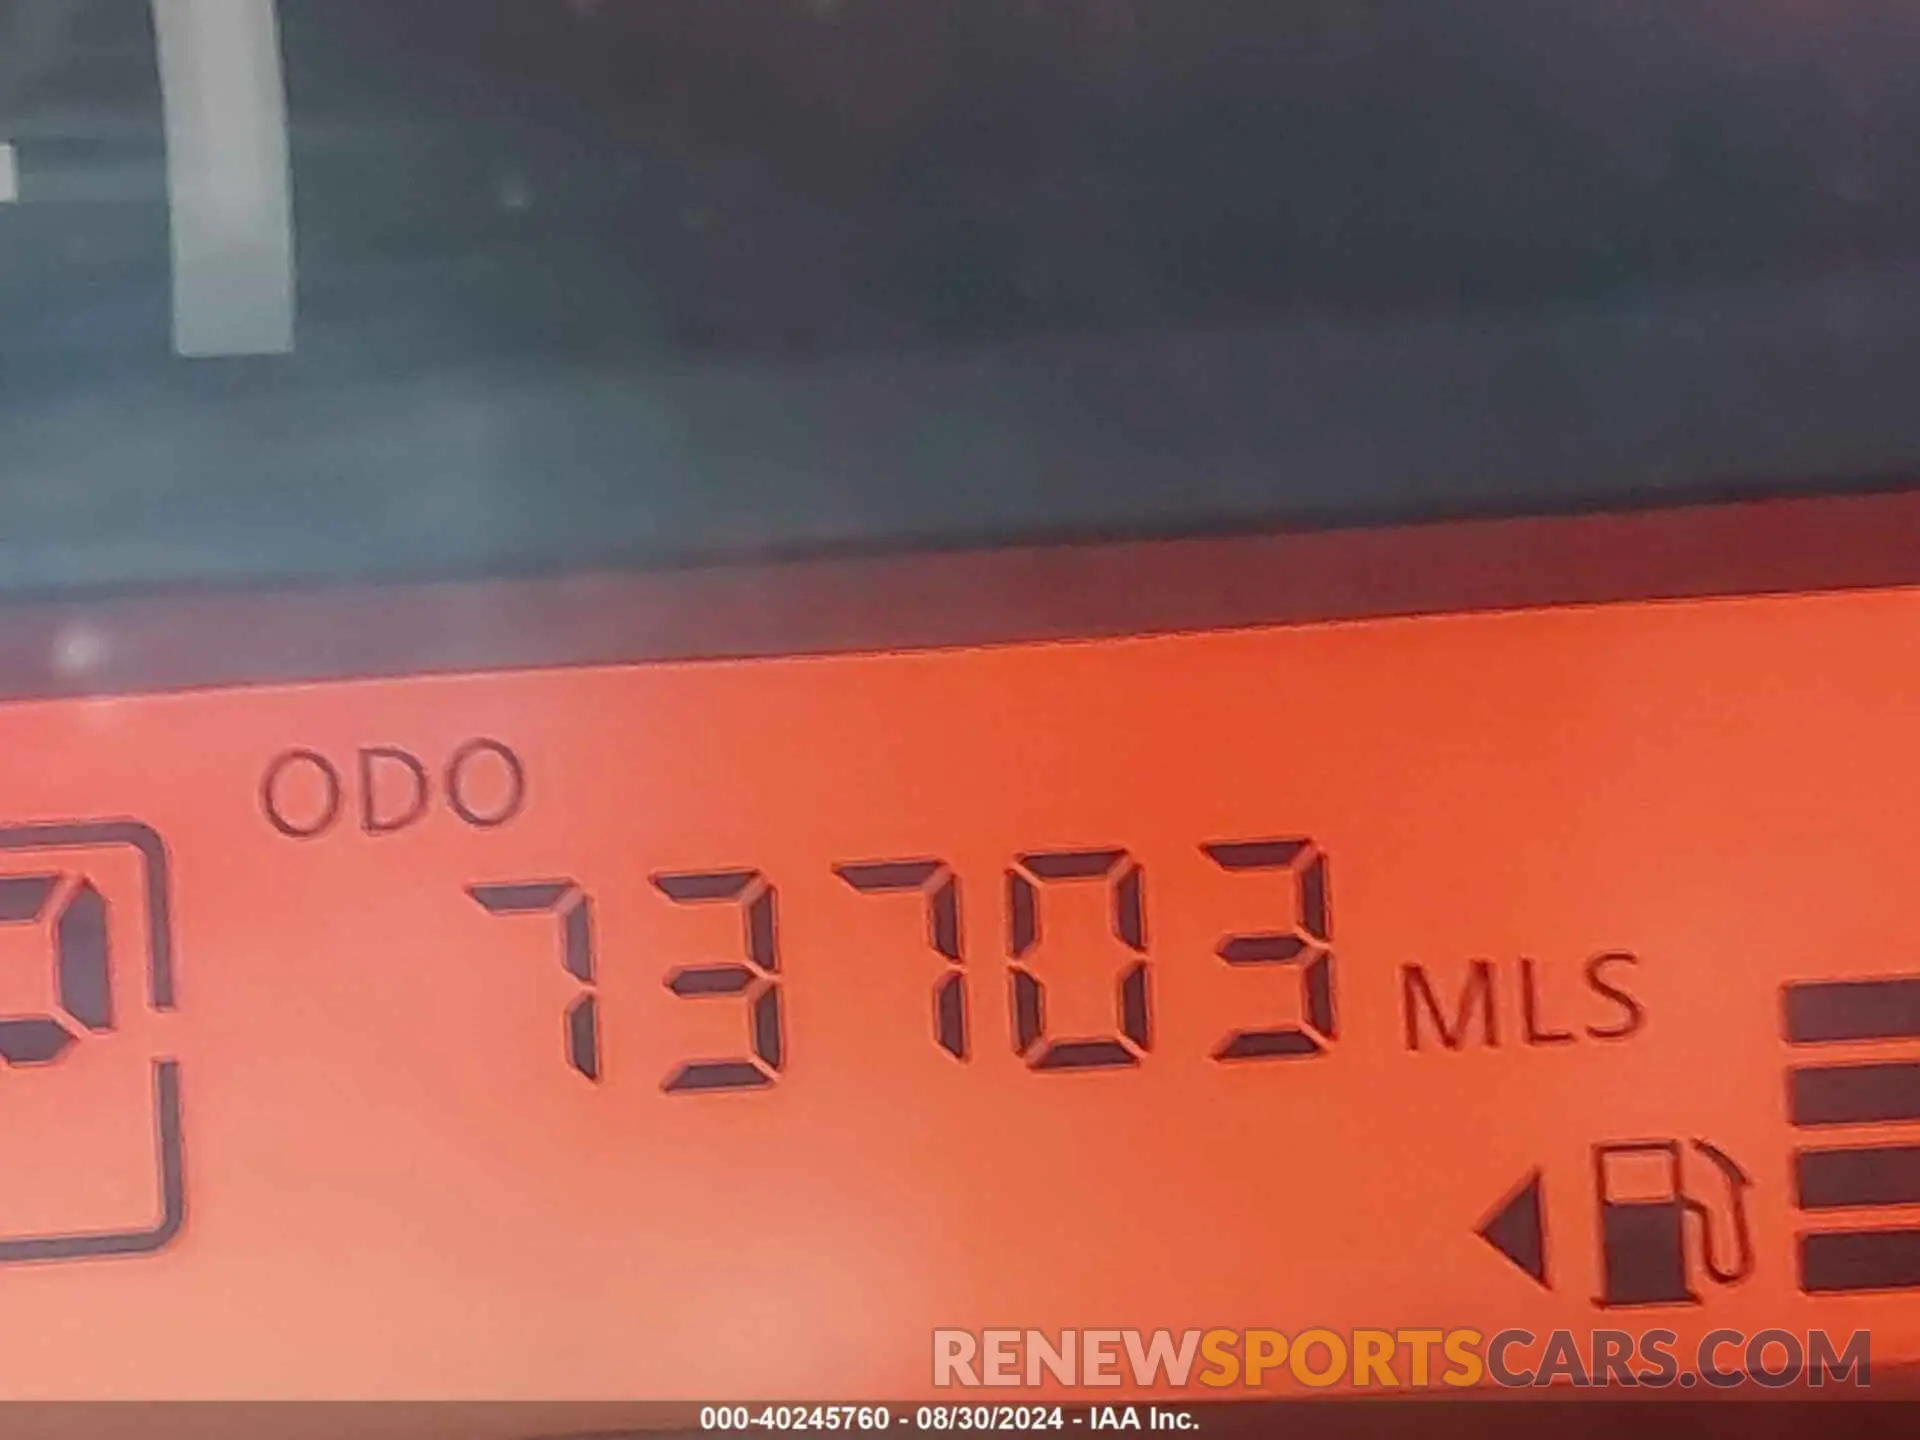 ODO
73703 MLS
RENEWSPORTSCARS.COM
000-40245760 - 08/30/2024 - IAA Inc.